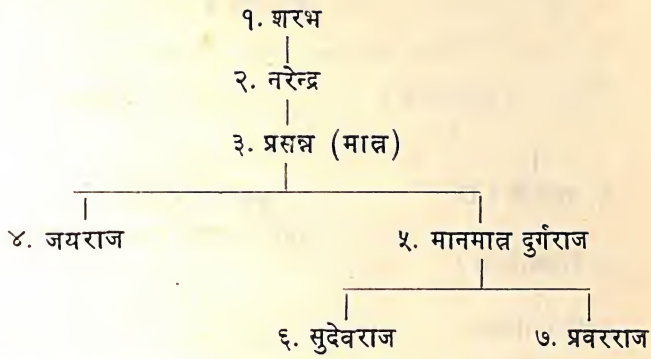 १. शरभ
२. नरेन्द्र
३. प्रसन्न (मात्र)
४. जयराज ५. मानमात्र दुर्गराज
६. सुदेवराज ७. प्रवरराज